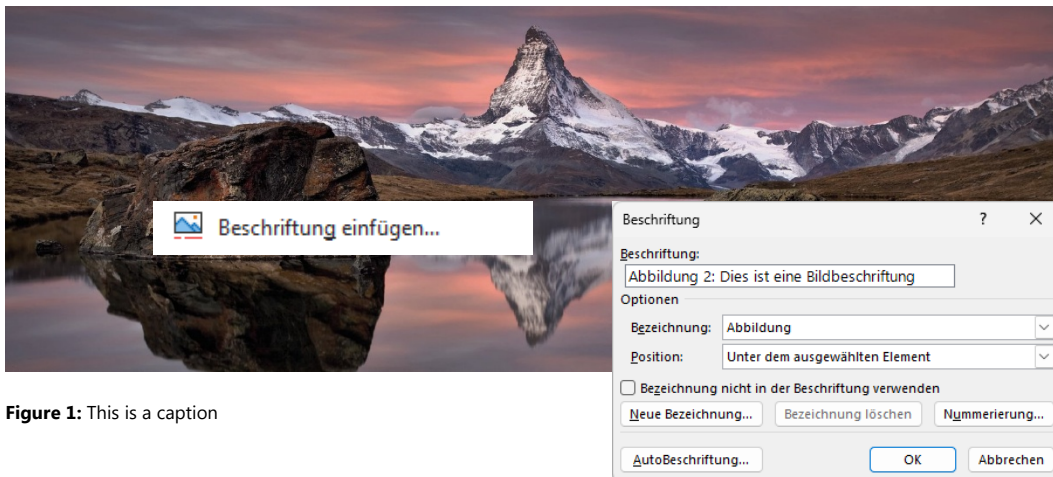 Beschriftung einfügen...
Beschriftung ? ✕
Beschriftung:
Abbildung 2: Dies ist eine Bildbeschriftung
Optionen
Bezeichnung: Abbildung
Position: Unter dem ausgewählten Element
Bezeichnung nicht in der Beschriftung verwenden
Neue Bezeichnung... Bezeichnung löschen Nummerierung...
AutoBeschriftung... OK Abbrechen
Figure 1: This is a caption